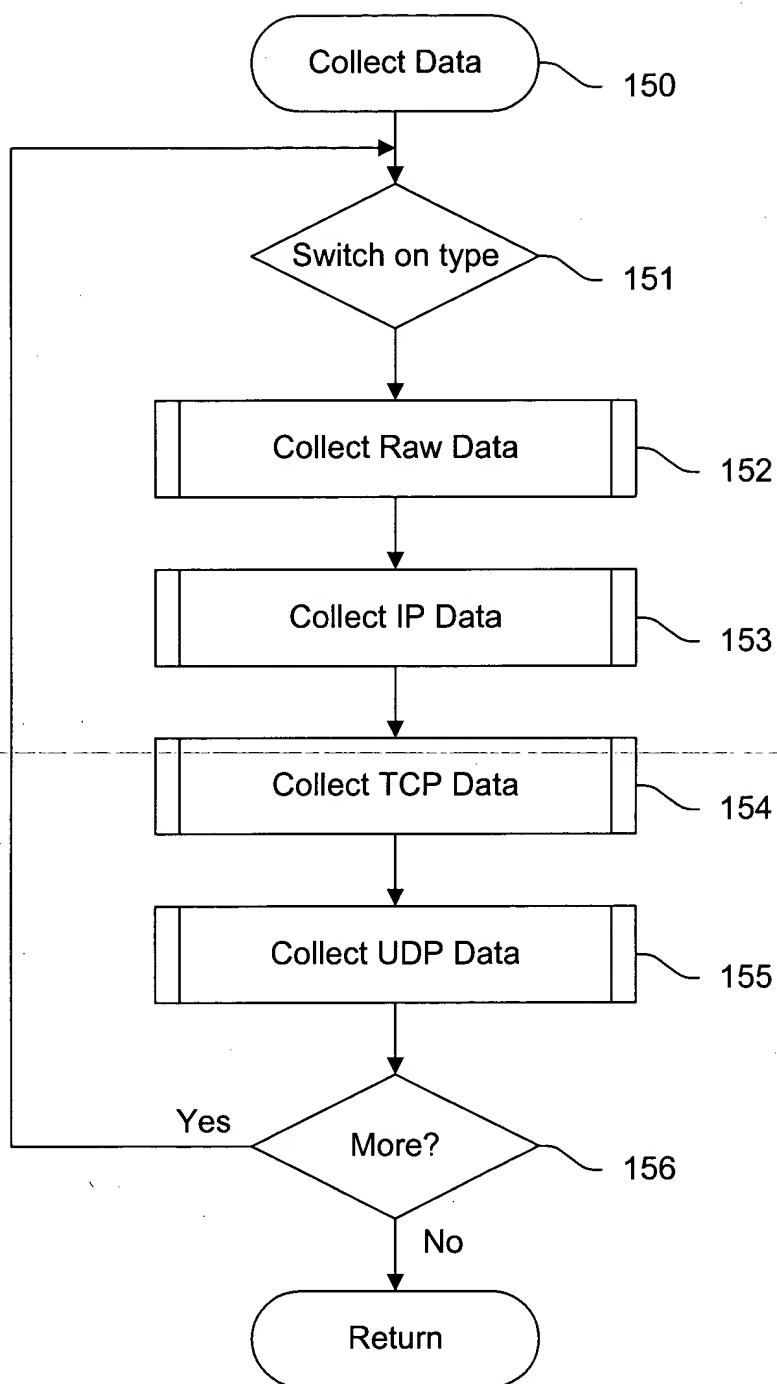 Collect Data
150
Switch on type
151
Collect Raw Data
152
Collect IP Data
153
Collect TCP Data
154
Collect UDP Data
155
Yes
More?
156
No
Return